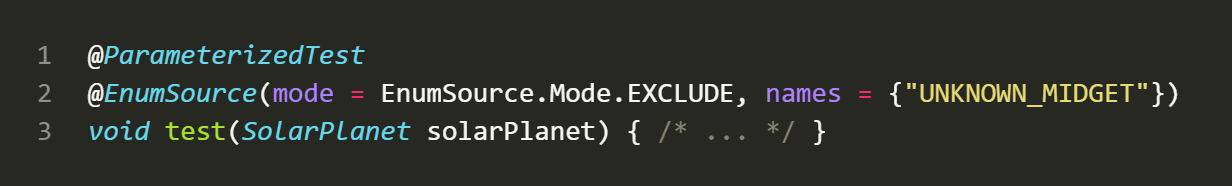 1 @ParameterizedTest
2 @EnumSource(mode = EnumSource.Mode.EXCLUDE, names = {"UNKNOWN_MIDGET"})
3 void test(SolarPlanet solarPlanet) { /* ... */ }